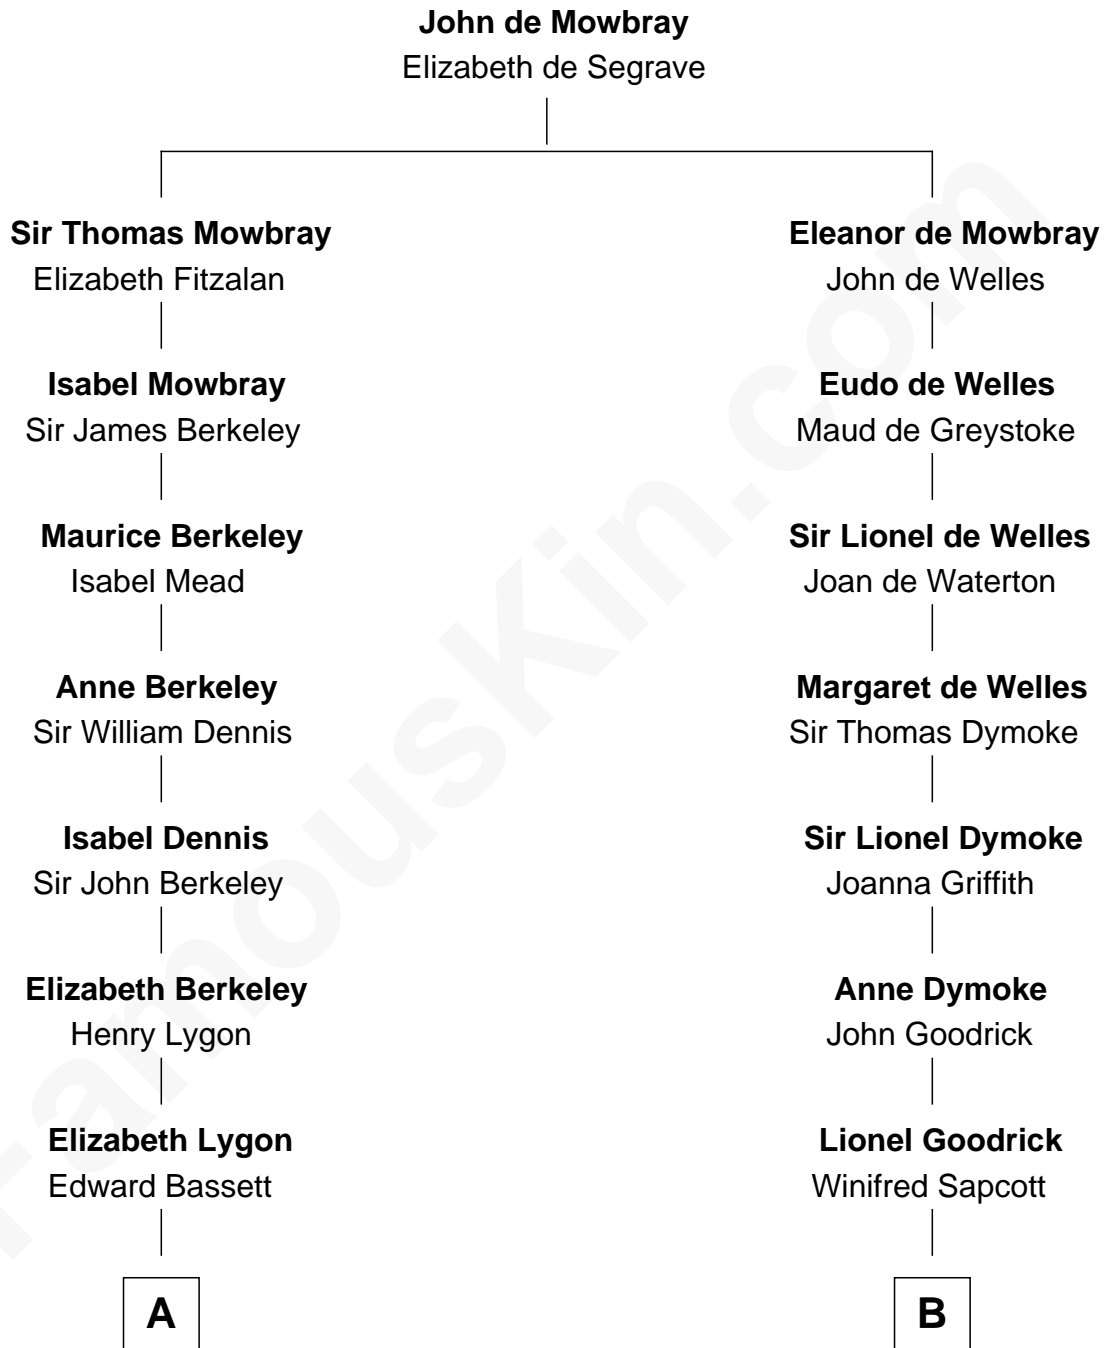 John de Mowbray
Elizabeth de Segrave
Sir Thomas Mowbray
Elizabeth Fitzalan
Eleanor de Mowbray
John de Welles
Isabel Mowbray
Sir James Berkeley
Eudo de Welles
Maud de Greystoke
Maurice Berkeley
Isabel Mead
Sir Lionel de Welles
Joan de Waterton
Anne Berkeley
Sir William Dennis
Margaret de Welles
Sir Thomas Dymoke
Isabel Dennis
Sir John Berkeley
Sir Lionel Dymoke
Joanna Griffith
Elizabeth Berkeley
Henry Lygon
Anne Dymoke
John Goodrick
Elizabeth Lygon
Edward Bassett
Lionel Goodrick
Winifred Sapcott
A
B
FamousKin.com